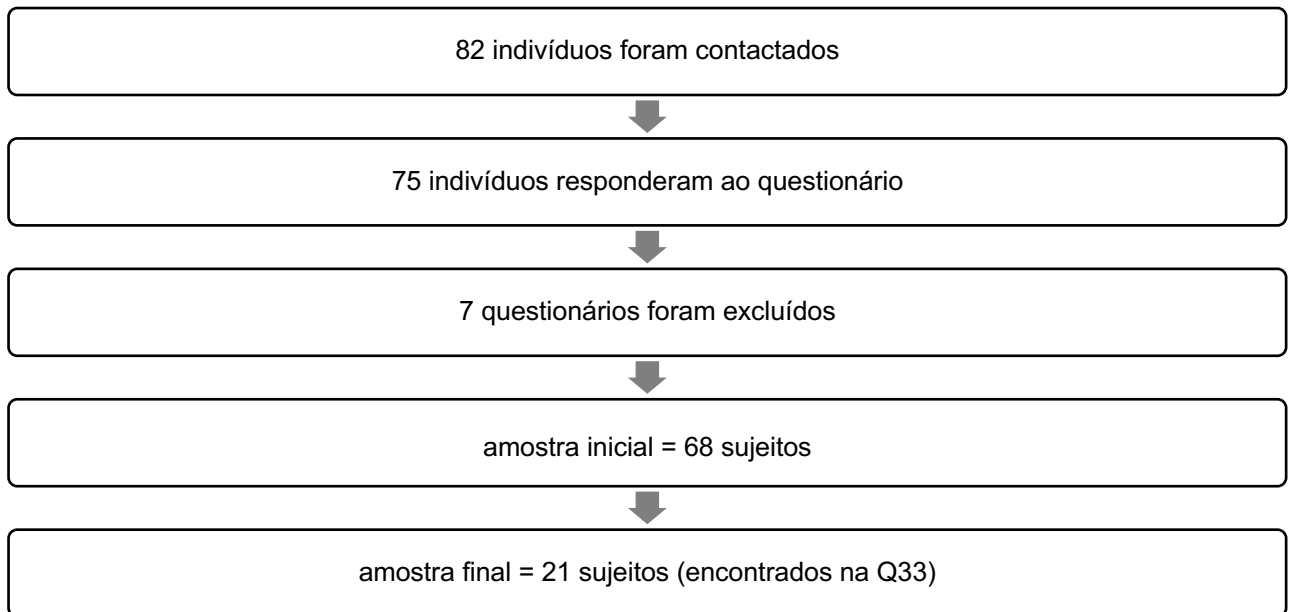 82 indivíduos foram contactados
75 indivíduos responderam ao questionário
7 questionários foram excluídos
amostra inicial = 68 sujeitos
amostra final = 21 sujeitos (encontrados na Q33)